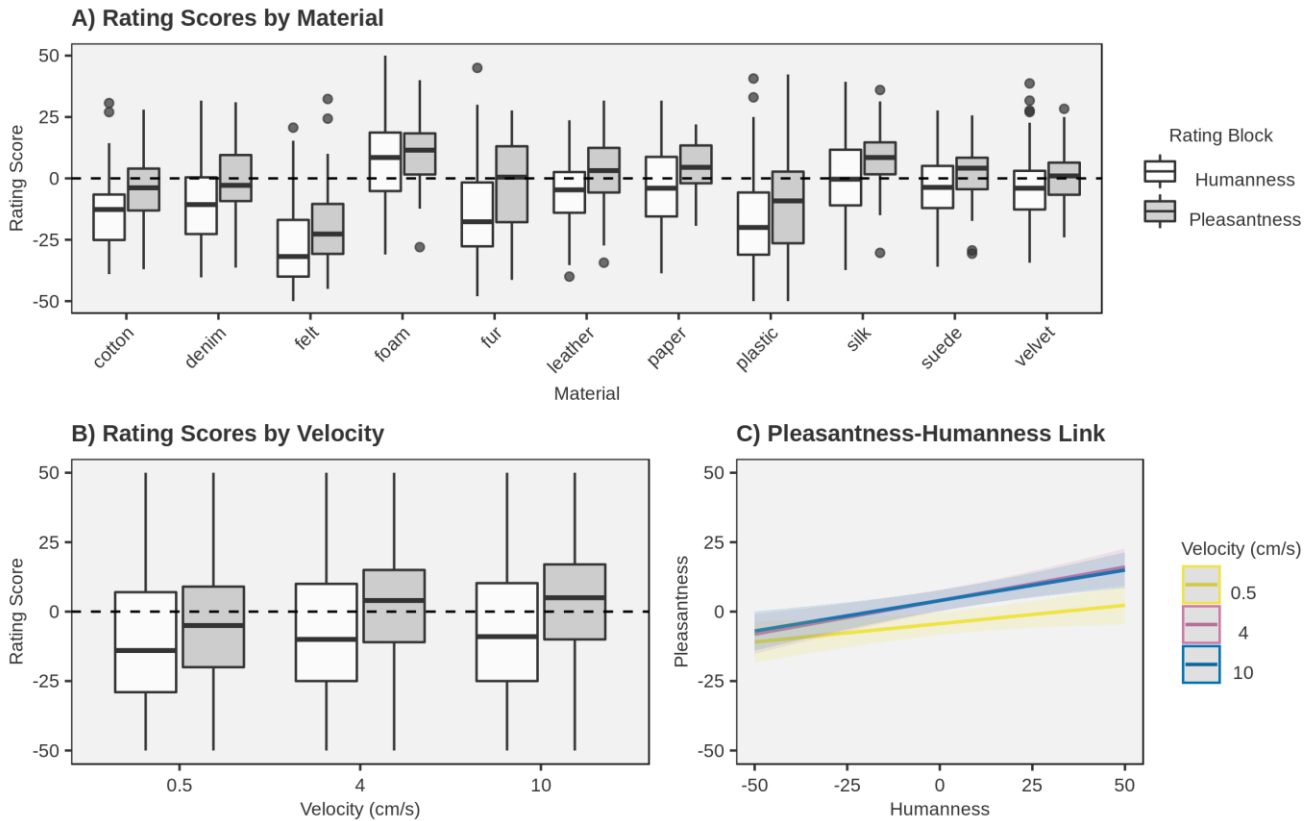 A) Rating Scores by Material
Rating Score
50
25
0
-25
-50
cotton
denim
felt
foam
fur
leather
paper
plastic
silk
suede
velvet
Material
Rating Block
Humanness
Pleasantness
B) Rating Scores by Velocity
Rating Score
50
25
0
-25
-50
0.5
4
10
Velocity (cm/s)
C) Pleasantness-Humanness Link
Pleasantness
50
25
0
-25
-50
-50
-25
0
25
50
Humanness
Velocity (cm/s)
0.5
4
10